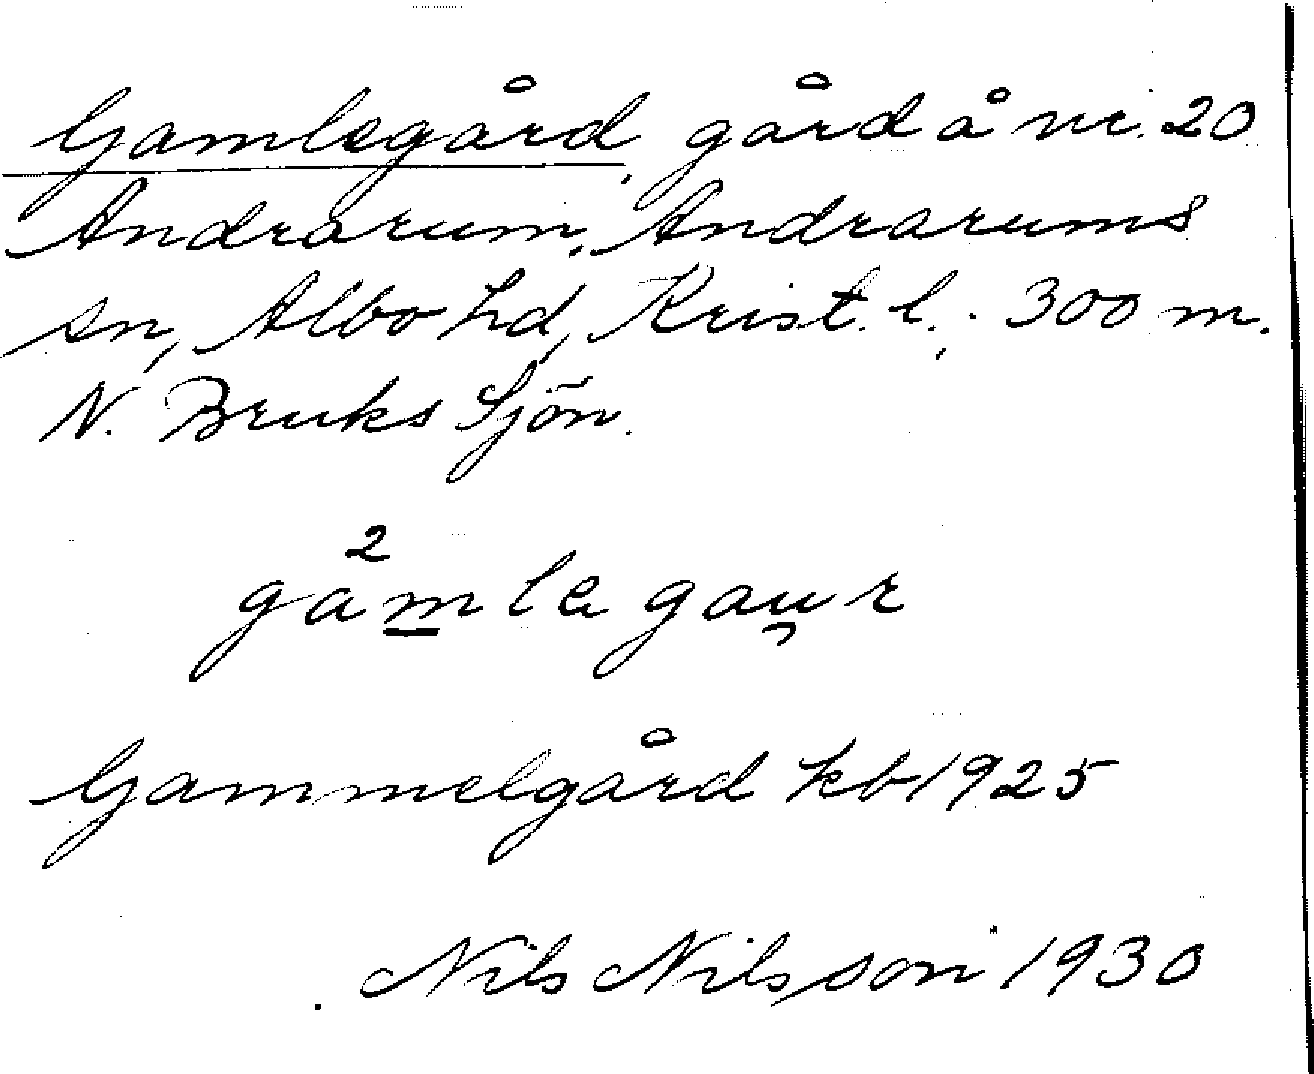 Gamlegård, gård å nr. 20
Andrarum, Andrarums
sn, Albo hd, Krist. l., 300 m.
N. Bruks Sjön.
2
gamlega̲u̯r
Gammelgård kb 1925
Nils Nilsson 1930